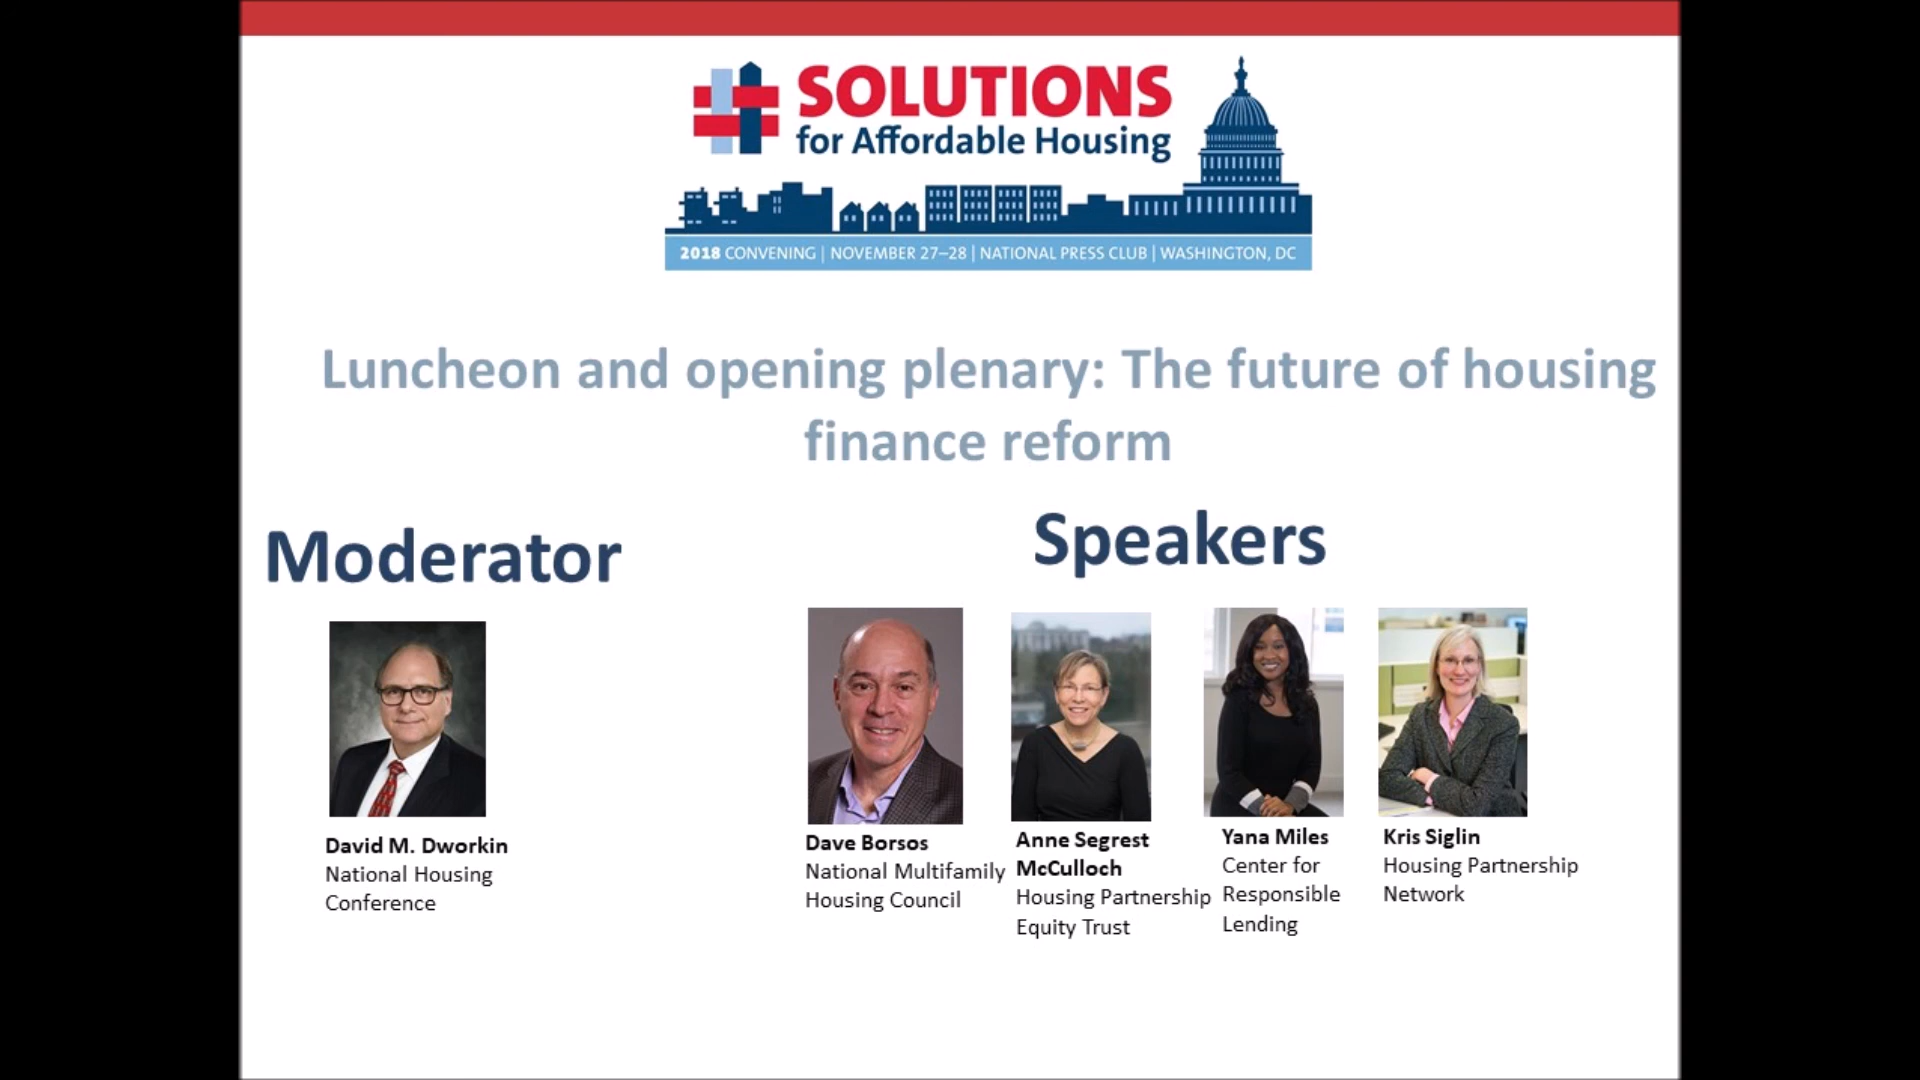 SOLUTIONS
for Affordable Housing
2018 CONVENING | NOVEMBER 27–28 | NATIONAL PRESS CLUB | WASHINGTON, DC
Luncheon and opening plenary: The future of housing
finance reform
Moderator
Speakers
David M. Dworkin
National Housing
Conference
Dave Borsos
National Multifamily
Housing Council
Anne Segrest
McCulloch
Housing Partnership
Equity Trust
Yana Miles
Center for
Responsible
Lending
Kris Siglin
Housing Partnership
Network